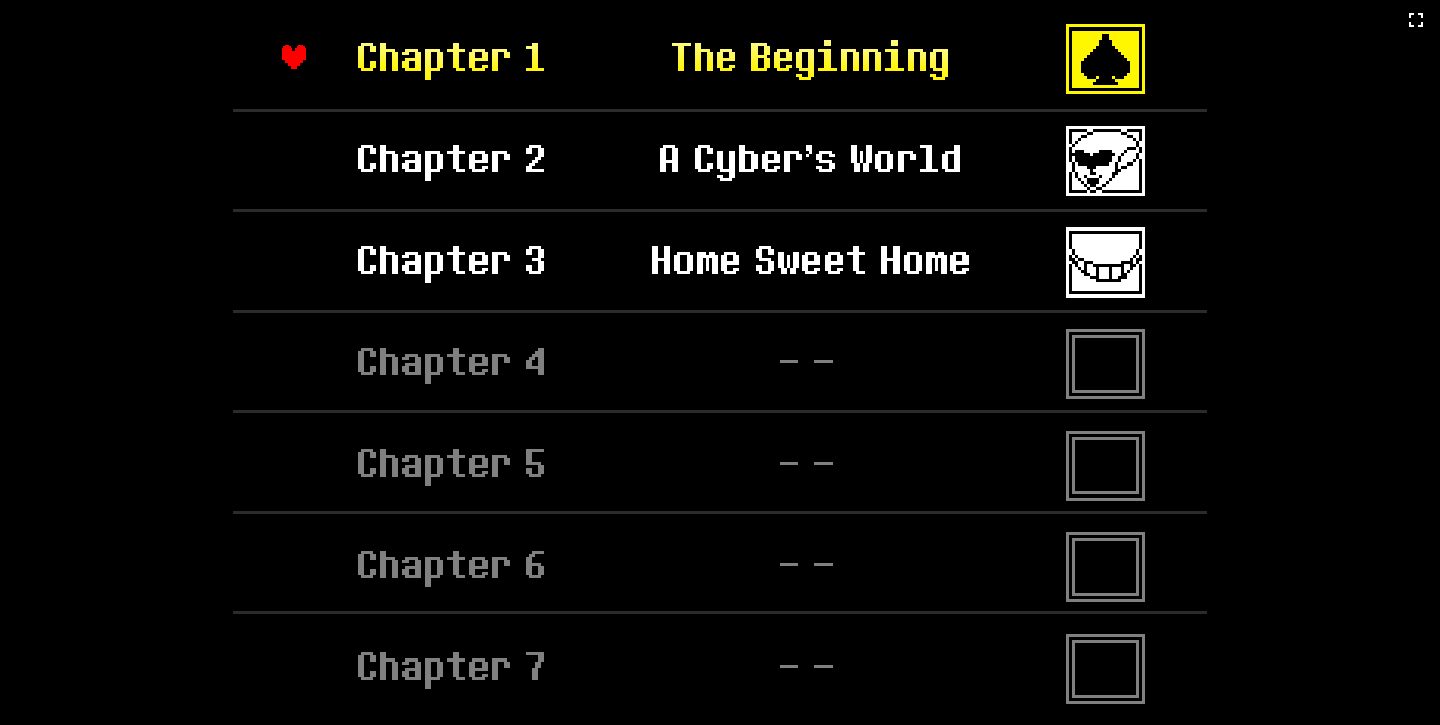 Chapter 1 The Beginning
Chapter 2 A Cyber's World
Chapter 3 Home Sweet Home
Chapter 4 — —
Chapter 5 — —
Chapter 6 — —
Chapter 7 — —